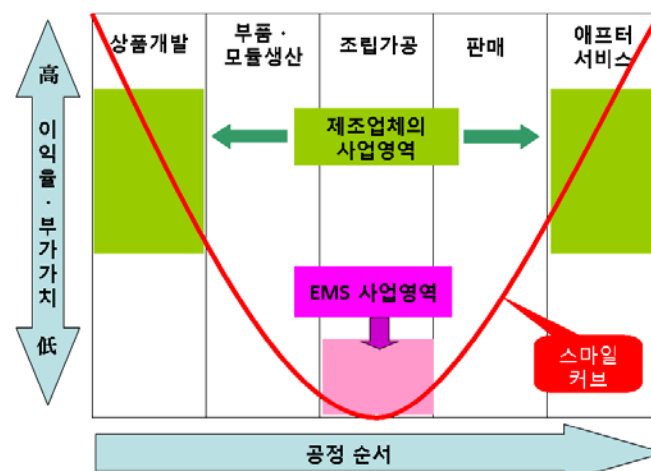 상품개발
부품 ·
모듈생산
조립가공
판매
애프터
서비스
高
이익률 · 부가가치
低
제조업체의
사업영역
EMS 사업영역
스마일
커브
공정 순서